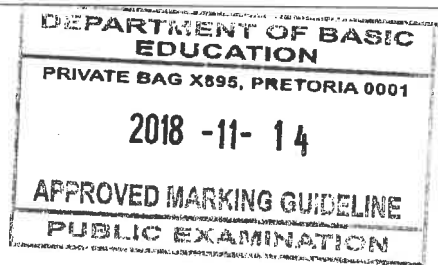 DEPARTMENT OF BASIC
EDUCATION
PRIVATE BAG X895, PRETORIA 0001
2018 -11- 14
APPROVED MARKING GUIDELINE
PUBLIC EXAMINATION